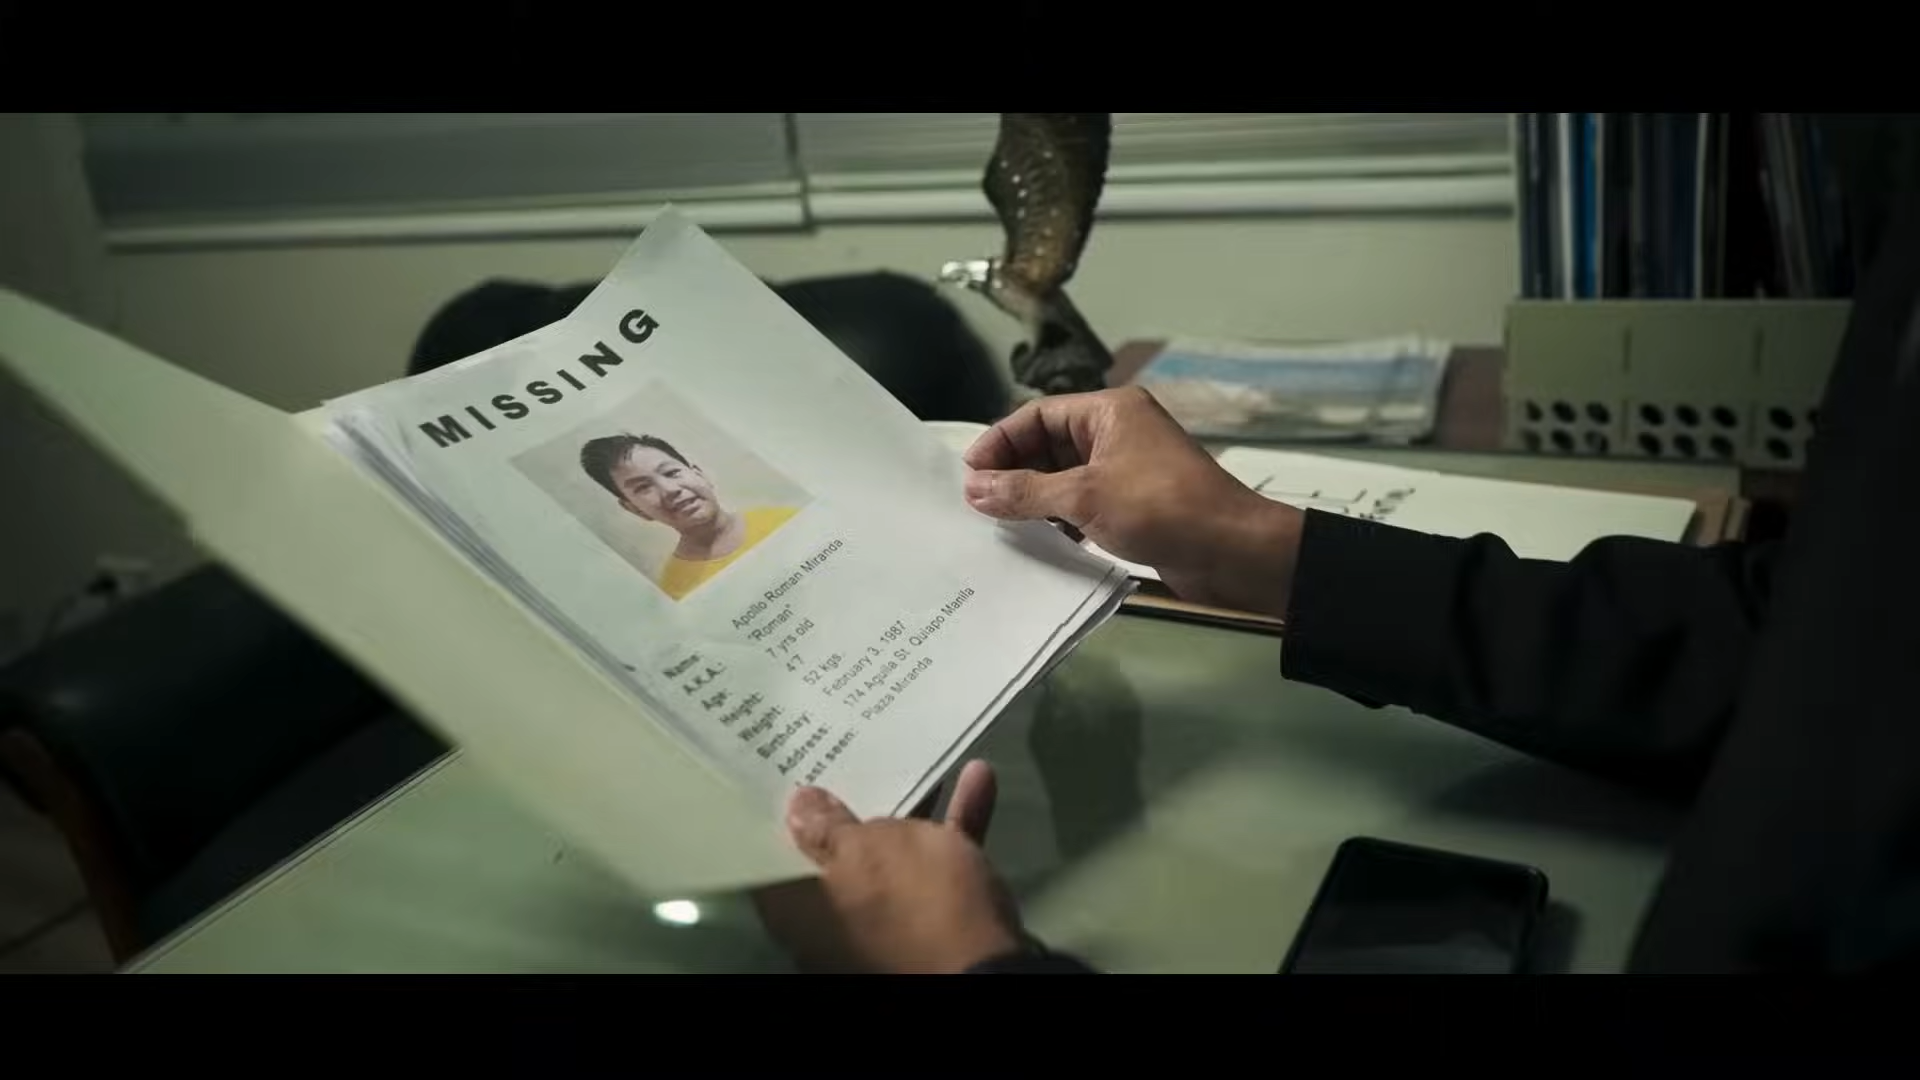 MISSING
Name: Apollo Roman Miranda
A.K.A.: "Roman"
Age: 7 yrs old
Height: 4'7
Weight: 52 kgs.
Birthday: February 3, 1987
Address: 174 Aguila St. Quiapo Manila
Last seen: Plaza Miranda